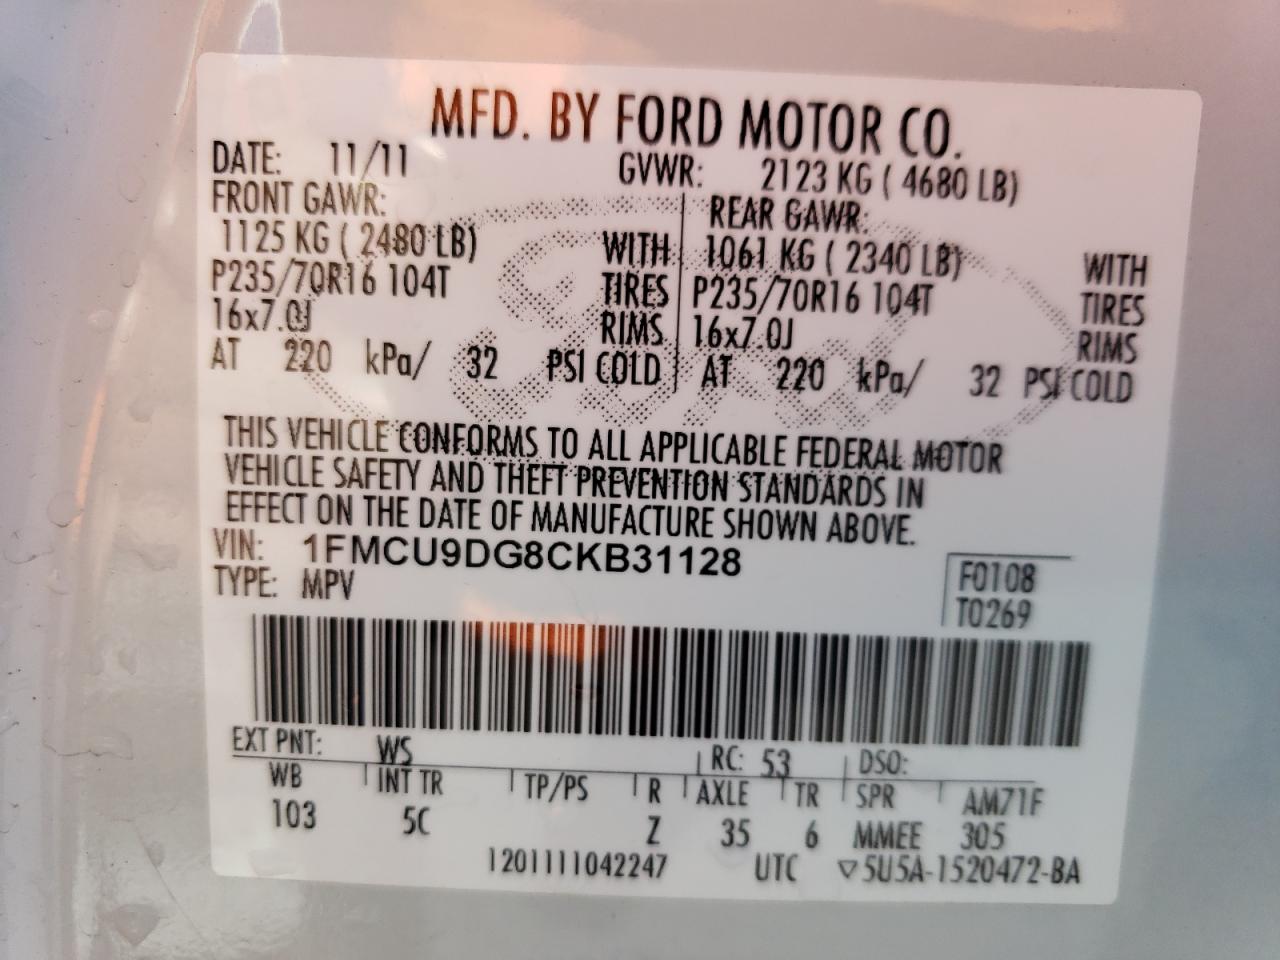 MFD. BY FORD MOTOR CO.
DATE: 11/11 GVWR: 2123 KG ( 4680 LB)
FRONT GAWR: REAR GAWR:
1125 KG ( 2480 LB) WITH 1061 KG ( 2340 LB) WITH
P235/70R16 104T TIRES P235/70R16 104T TIRES
16x7.0J RIMS 16x7.0J RIMS
AT 220 kPa/ 32 PSI COLD AT 220 kPa/ 32 PSI COLD
THIS VEHICLE CONFORMS TO ALL APPLICABLE FEDERAL MOTOR
VEHICLE SAFETY AND THEFT PREVENTION STANDARDS IN
EFFECT ON THE DATE OF MANUFACTURE SHOWN ABOVE.
VIN: 1FMCU9DG8CKB31128
TYPE: MPV
F0108
T0269
EXT PNT: WS RC: 53 DSO:
WB INT TR TP/PS R AXLE TR SPR AM71F
103 5C Z 35 6 MMEE 305
1201111042247 UTC ▽5U5A-1520472-BA